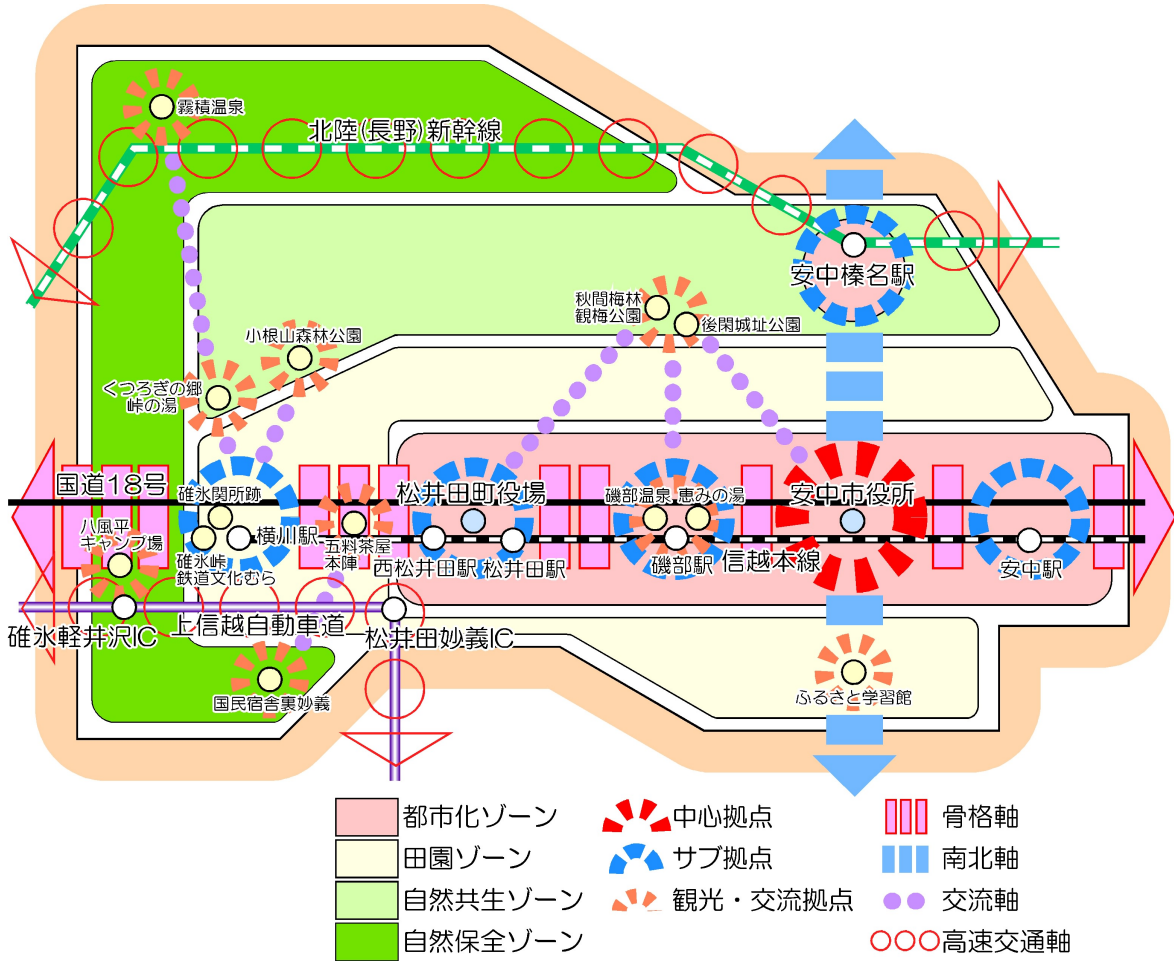 霧積温泉
北陸(長野)新幹線
安中榛名駅
秋間梅林
観梅公園
後閑城址公園
小根山森林公園
くつろぎの郷
峠の湯
国道18号
碓氷関所跡
松井田町役場
磯部温泉 恵みの湯
安中市役所
八風平
キャンプ場
横川駅
碓氷峠
鉄道文化むら
五料茶屋
本陣
西松井田駅
松井田駅
磯部駅
信越本線
安中駅
碓氷軽井沢IC
上信越自動車道
松井田妙義IC
国民宿舎裏妙義
ふるさと学習館
都市化ゾーン
田園ゾーン
自然共生ゾーン
自然保全ゾーン
中心拠点
サブ拠点
観光・交流拠点
骨格軸
南北軸
交流軸
高速交通軸